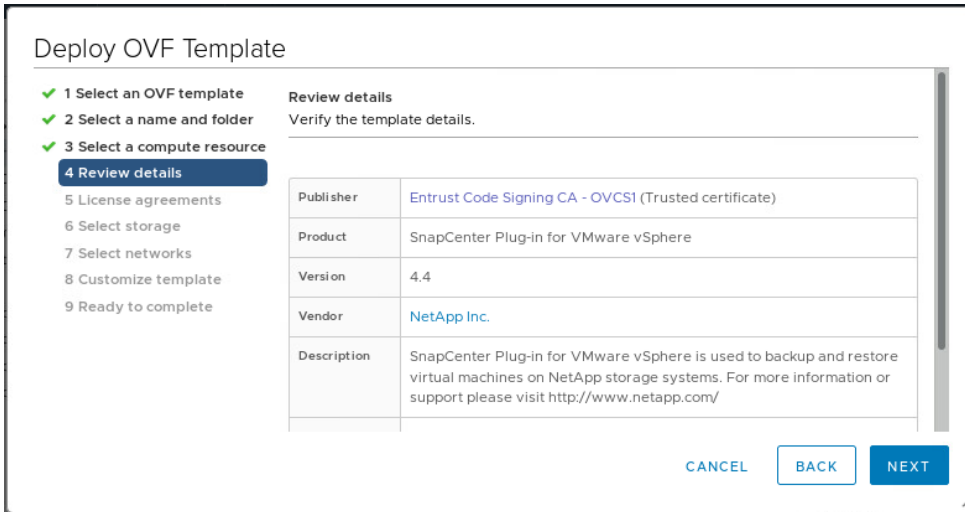 Deploy OVF Template
1 Select an OVF template
2 Select a name and folder
3 Select a compute resource
4 Review details
5 License agreements
6 Select storage
7 Select networks
8 Customize template
9 Ready to complete
Review details
Verify the template details.
Publisher Entrust Code Signing CA - OVCS1 (Trusted certificate)
Product SnapCenter Plug-in for VMware vSphere
Version 4.4
Vendor NetApp Inc.
Description SnapCenter Plug-in for VMware vSphere is used to backup and restore
virtual machines on NetApp storage systems. For more information or
support please visit http://www.netapp.com/
CANCEL BACK NEXT